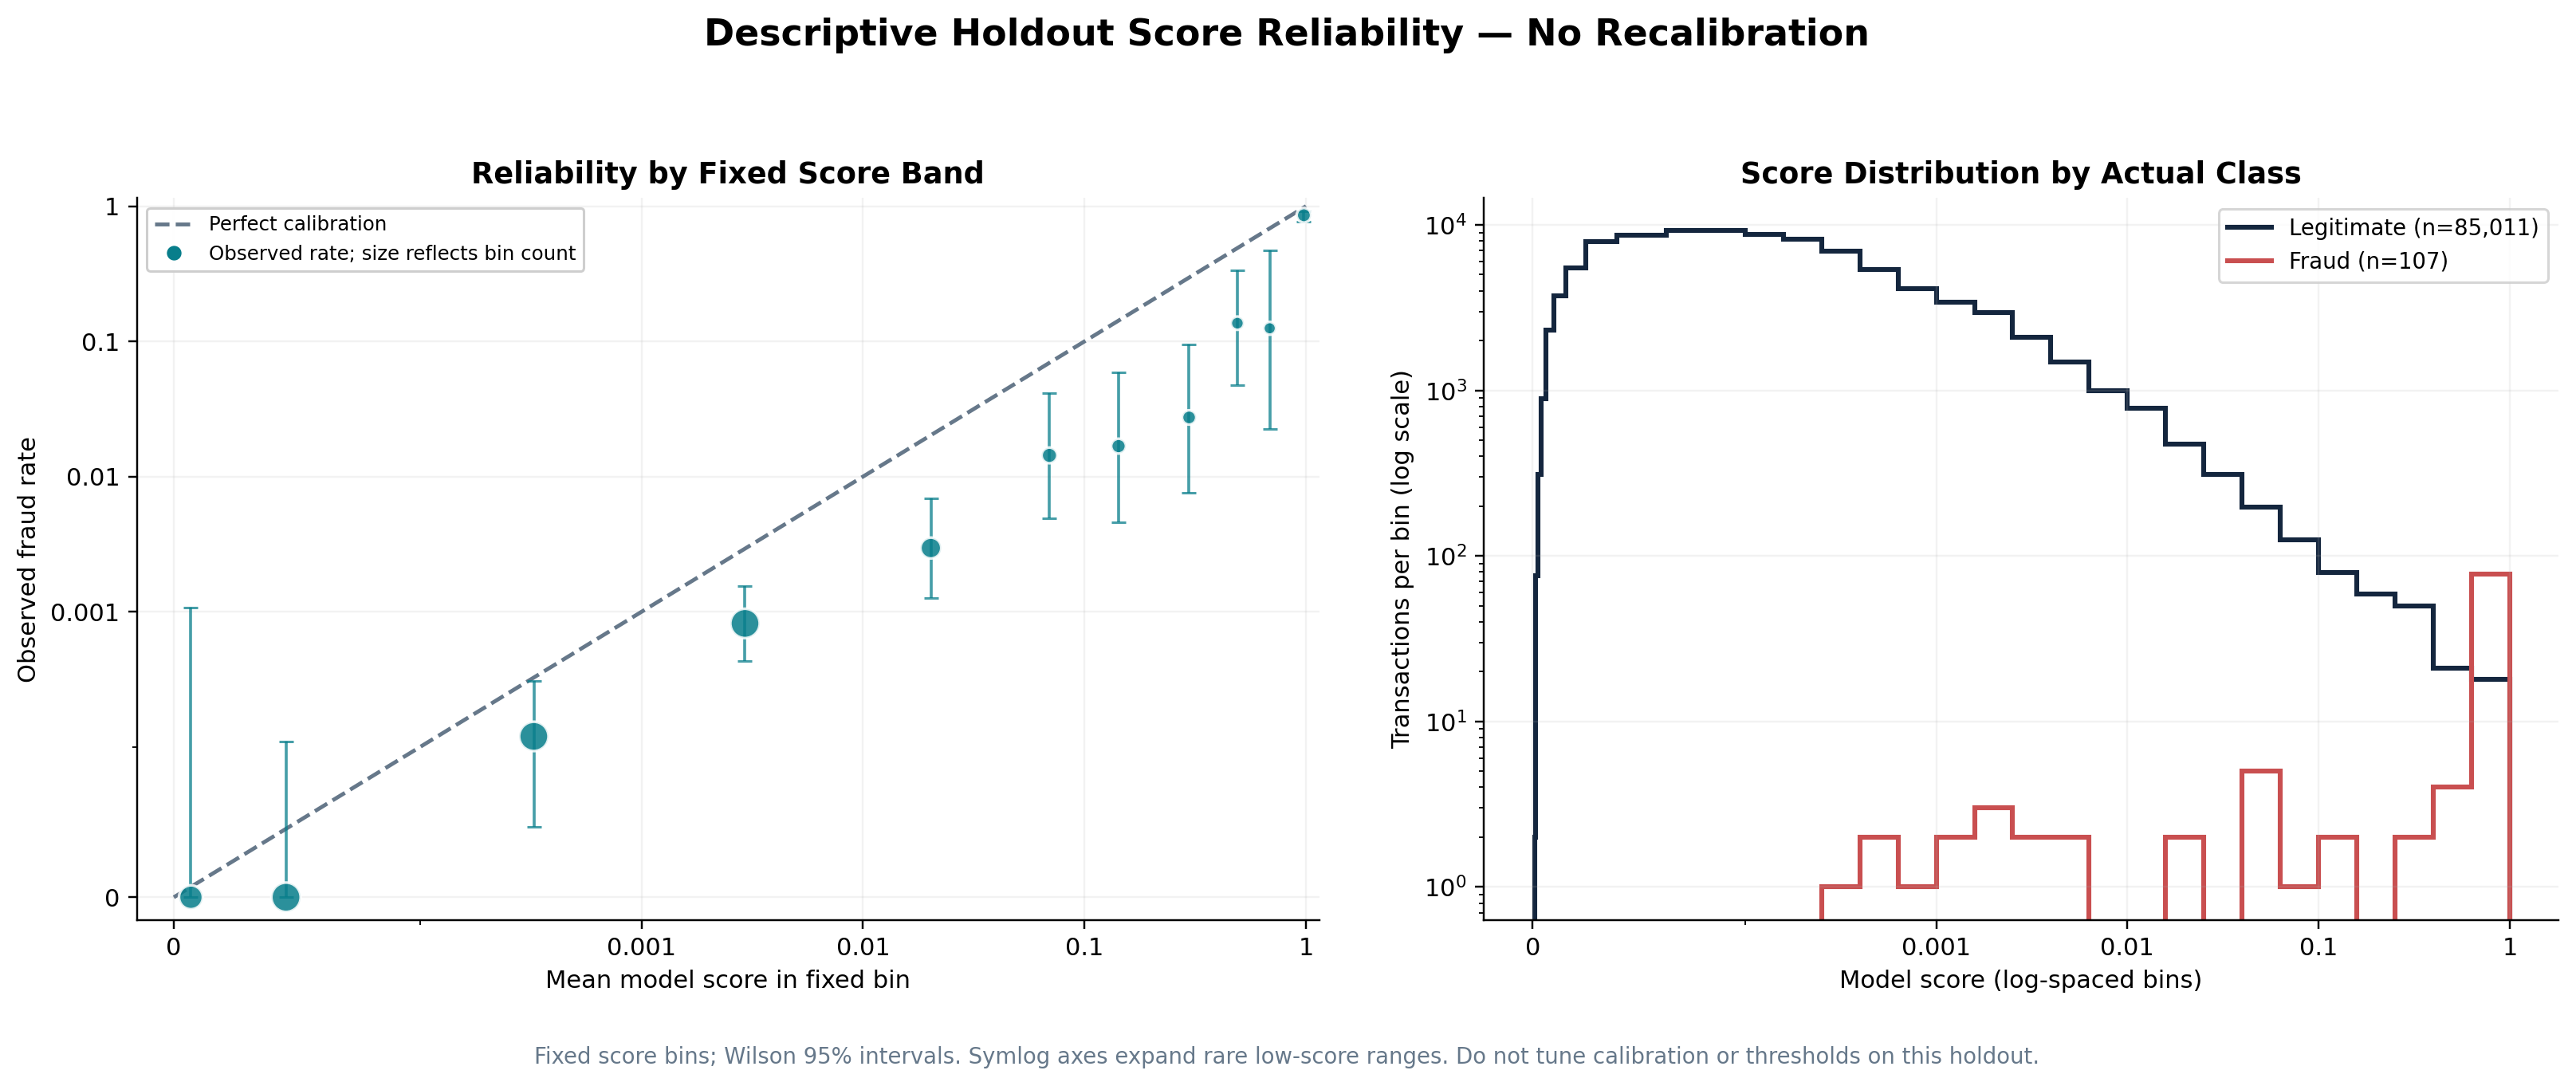 Descriptive Holdout Score Reliability — No Recalibration
Reliability by Fixed Score Band
Perfect calibration
Observed rate; size reflects bin count
Observed fraud rate
1
0.1
0.01
0.001
0
0
0.001
0.01
0.1
1
Mean model score in fixed bin
Score Distribution by Actual Class
Legitimate (n=85,011)
Fraud (n=107)
Transactions per bin (log scale)
10⁴
10³
10²
10¹
10⁰
0
0.001
0.01
0.1
1
Model score (log-spaced bins)
Fixed score bins; Wilson 95% intervals. Symlog axes expand rare low-score ranges. Do not tune calibration or thresholds on this holdout.